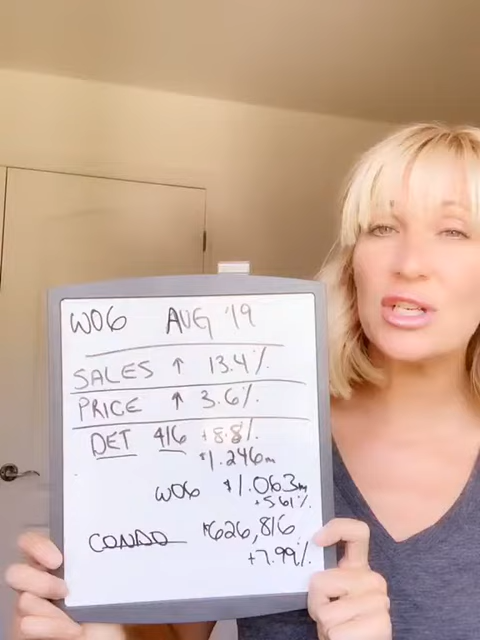 W06 AUG '19
SALES ↑ 13.4%
PRICE ↑ 3.6%
DET 416 +8.8%
$1.246m
W06 $1.063m
+5.61%
CONDO $626,816
+7.99%